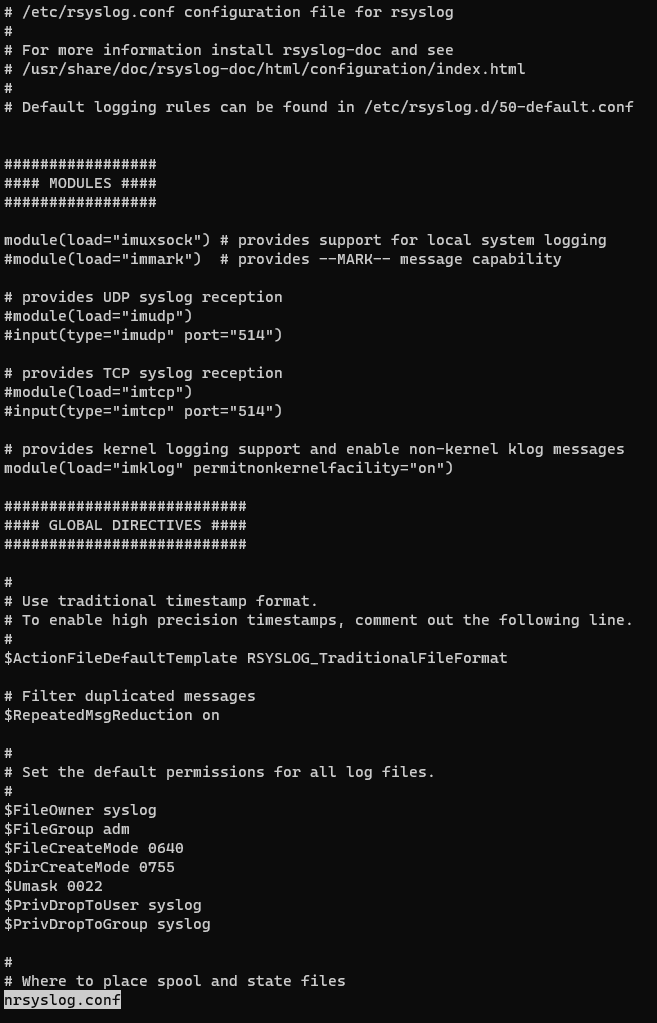 # /etc/rsyslog.conf configuration file for rsyslog
#
# For more information install rsyslog-doc and see
# /usr/share/doc/rsyslog-doc/html/configuration/index.html
#
# Default logging rules can be found in /etc/rsyslog.d/50-default.conf
#################
#### MODULES ####
#################
module(load="imuxsock") # provides support for local system logging
#module(load="immark")  # provides --MARK-- message capability
# provides UDP syslog reception
#module(load="imudp")
#input(type="imudp" port="514")
# provides TCP syslog reception
#module(load="imtcp")
#input(type="imtcp" port="514")
# provides kernel logging support and enable non-kernel klog messages
module(load="imklog" permitnonkernelfacility="on")
###########################
#### GLOBAL DIRECTIVES ####
###########################
#
# Use traditional timestamp format.
# To enable high precision timestamps, comment out the following line.
#
$ActionFileDefaultTemplate RSYSLOG_TraditionalFileFormat
# Filter duplicated messages
$RepeatedMsgReduction on
#
# Set the default permissions for all log files.
#
$FileOwner syslog
$FileGroup adm
$FileCreateMode 0640
$DirCreateMode 0755
$Umask 0022
$PrivDropToUser syslog
$PrivDropToGroup syslog
#
# Where to place spool and state files
nrsyslog.conf